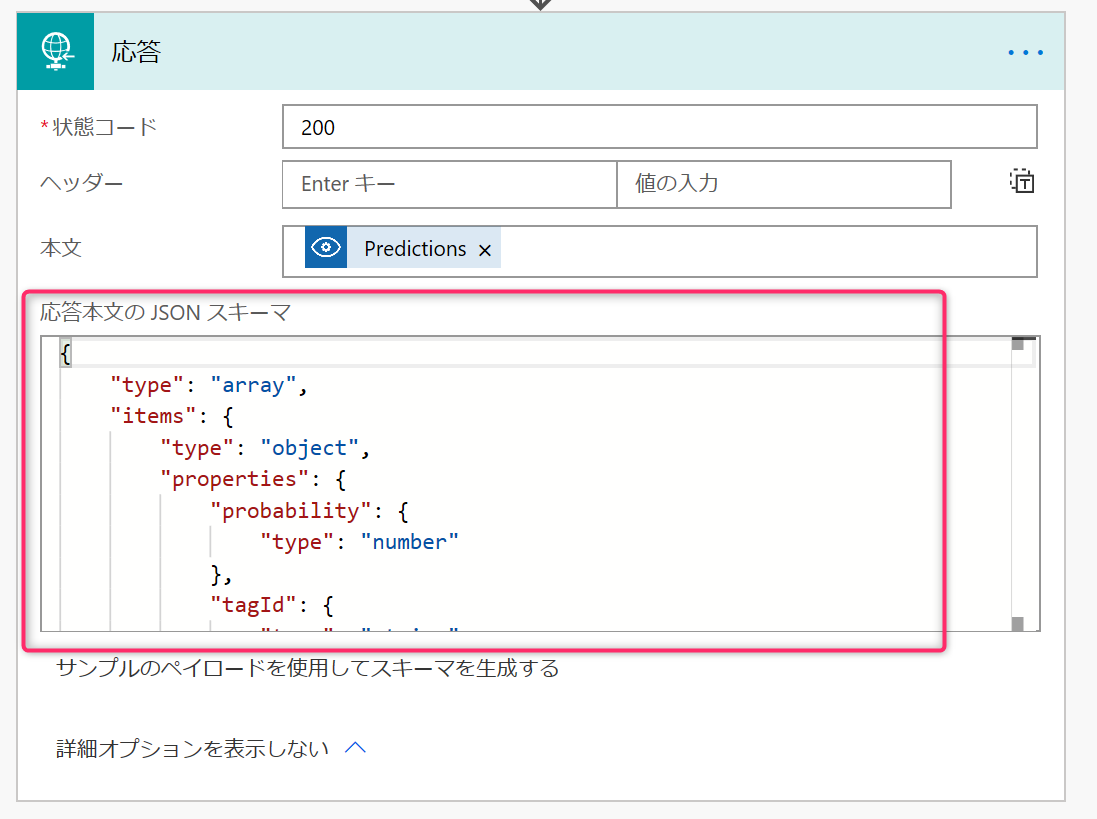 応答
*状態コード 200
ヘッダー Enter キー 値の入力
本文 Predictions ×
応答本文の JSON スキーマ
{
"type": "array",
"items": {
"type": "object",
"properties": {
"probability": {
"type": "number"
},
"tagId": {
サンプルのペイロードを使用してスキーマを生成する
詳細オプションを表示しない